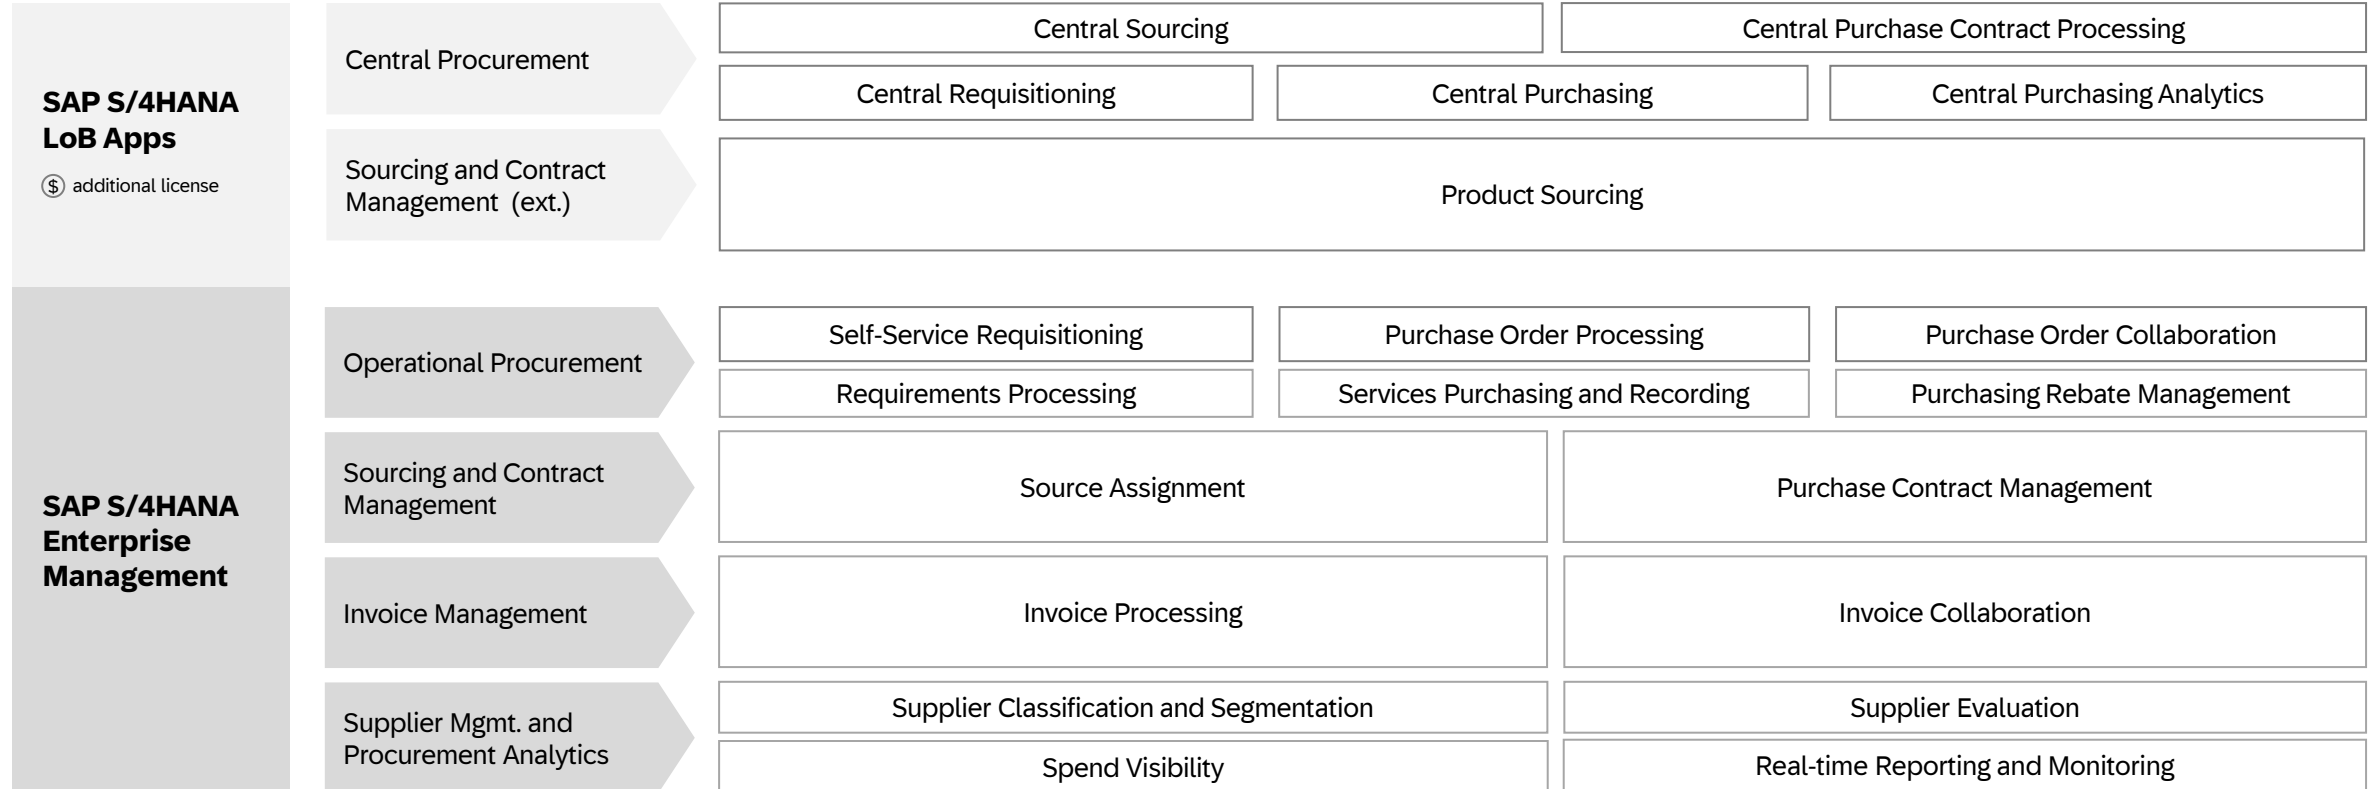 SAP S/4HANA
LoB Apps
$ additional license
Central Procurement
Central Sourcing
Central Purchase Contract Processing
Central Requisitioning
Central Purchasing
Central Purchasing Analytics
Sourcing and Contract
Management (ext.)
Product Sourcing
SAP S/4HANA
Enterprise
Management
Operational Procurement
Self-Service Requisitioning
Purchase Order Processing
Purchase Order Collaboration
Requirements Processing
Services Purchasing and Recording
Purchasing Rebate Management
Sourcing and Contract
Management
Source Assignment
Purchase Contract Management
Invoice Management
Invoice Processing
Invoice Collaboration
Supplier Mgmt. and
Procurement Analytics
Supplier Classification and Segmentation
Supplier Evaluation
Spend Visibility
Real-time Reporting and Monitoring